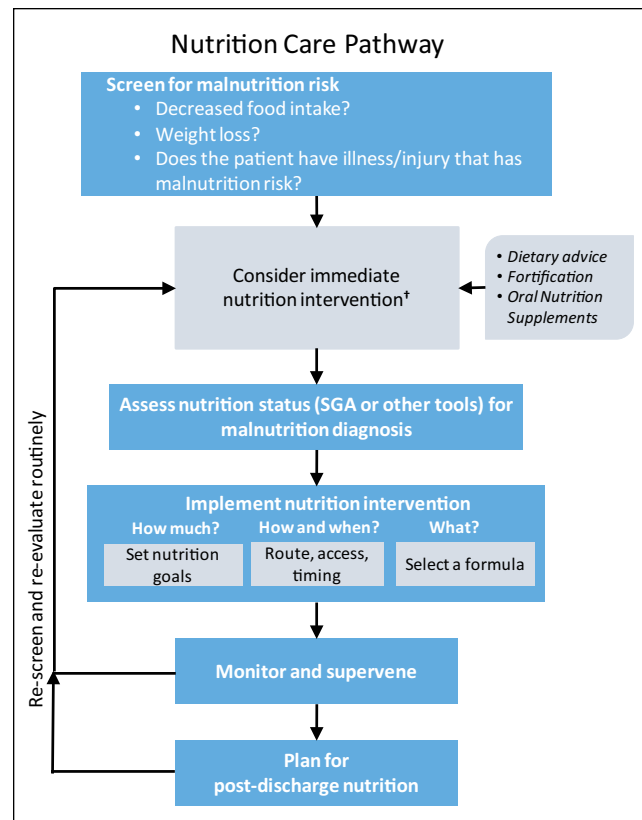 Nutrition Care Pathway
Screen for malnutrition risk
• Decreased food intake?
• Weight loss?
• Does the patient have illness/injury that has
malnutrition risk?
Consider immediate
nutrition intervention†
• Dietary advice
• Fortification
• Oral Nutrition
Supplements
Assess nutrition status (SGA or other tools) for
malnutrition diagnosis
Implement nutrition intervention
How much?
Set nutrition
goals
How and when?
Route, access,
timing
What?
Select a formula
Monitor and supervene
Plan for
post-discharge nutrition
Re-screen and re-evaluate routinely